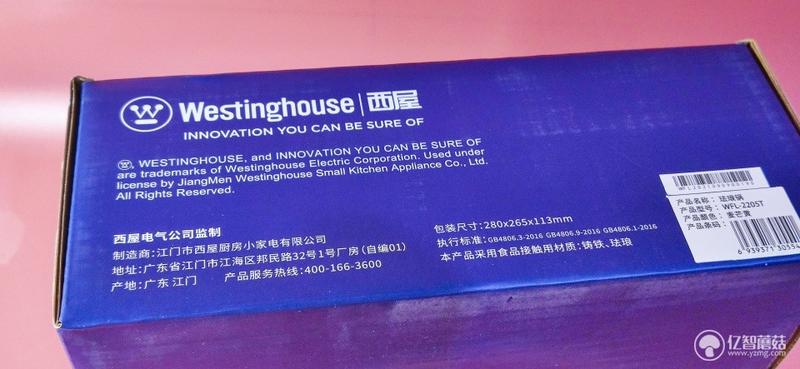 Westinghouse | 西屋
INNOVATION YOU CAN BE SURE OF
WESTINGHOUSE, and INNOVATION YOU CAN BE SURE OF
are trademarks of Westinghouse Electric Corporation. Used under
license by JiangMen Westinghouse Small Kitchen Appliance Co., Ltd.
All Rights Reserved.
西屋电气公司监制
制造商:江门市西屋厨房小家电有限公司
地址:广东省江门市江海区邦民路32号1号厂房(自编01)
产地:广东 江门 产品服务热线:400-166-3600
包装尺寸:280x265x113mm
执行标准:GB4806.3-2016 GB4806.9-2016 GB4806.1-2016
本产品采用食品接触用材质:铸铁、珐琅
产品名称:珐琅锅
产品型号:WFL-2205T
产品颜色:麦芒黄
产品条码:
亿智蘑菇
www.yzmg.com